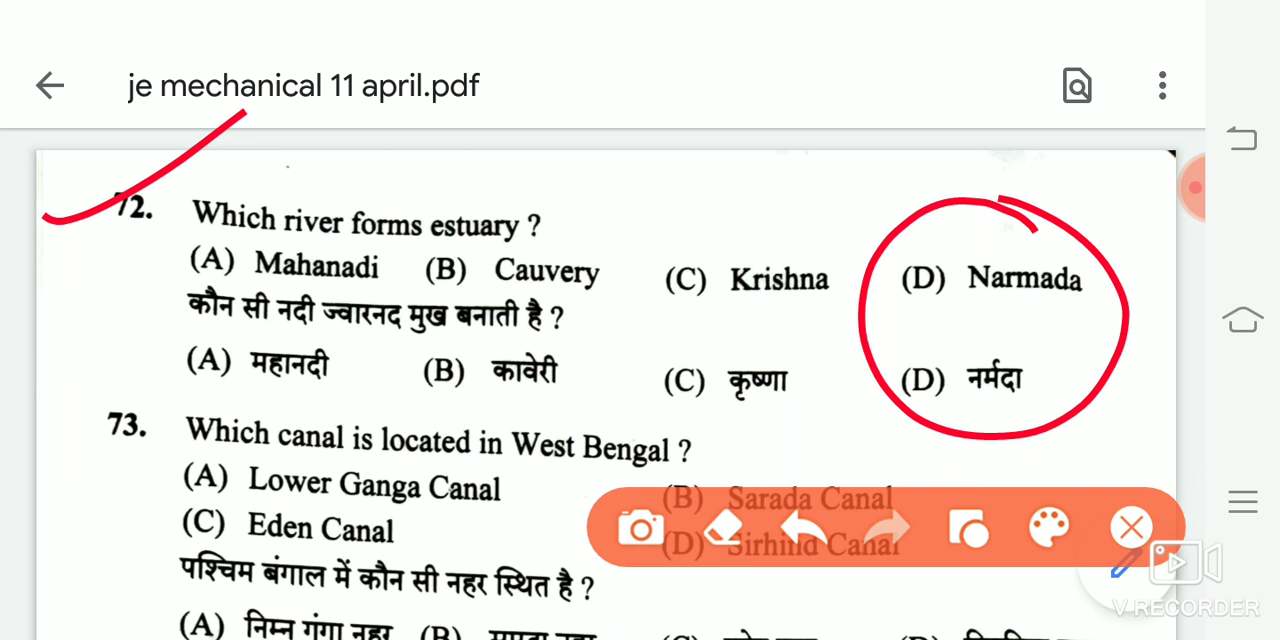 je mechanical 11 april.pdf
72. Which river forms estuary ?
(A) Mahanadi (B) Cauvery (C) Krishna (D) Narmada
कौन सी नदी ज्वारनद मुख बनाती है ?
(A) महानदी (B) कावेरी (C) कृष्णा (D) नर्मदा
73. Which canal is located in West Bengal ?
(A) Lower Ganga Canal (B) Sarada Canal
(C) Eden Canal (D) Sirhind Canal
पश्चिम बंगाल में कौन सी नहर स्थित है ?
(A) निम्न गंगा नहर (B)
V RECORDER